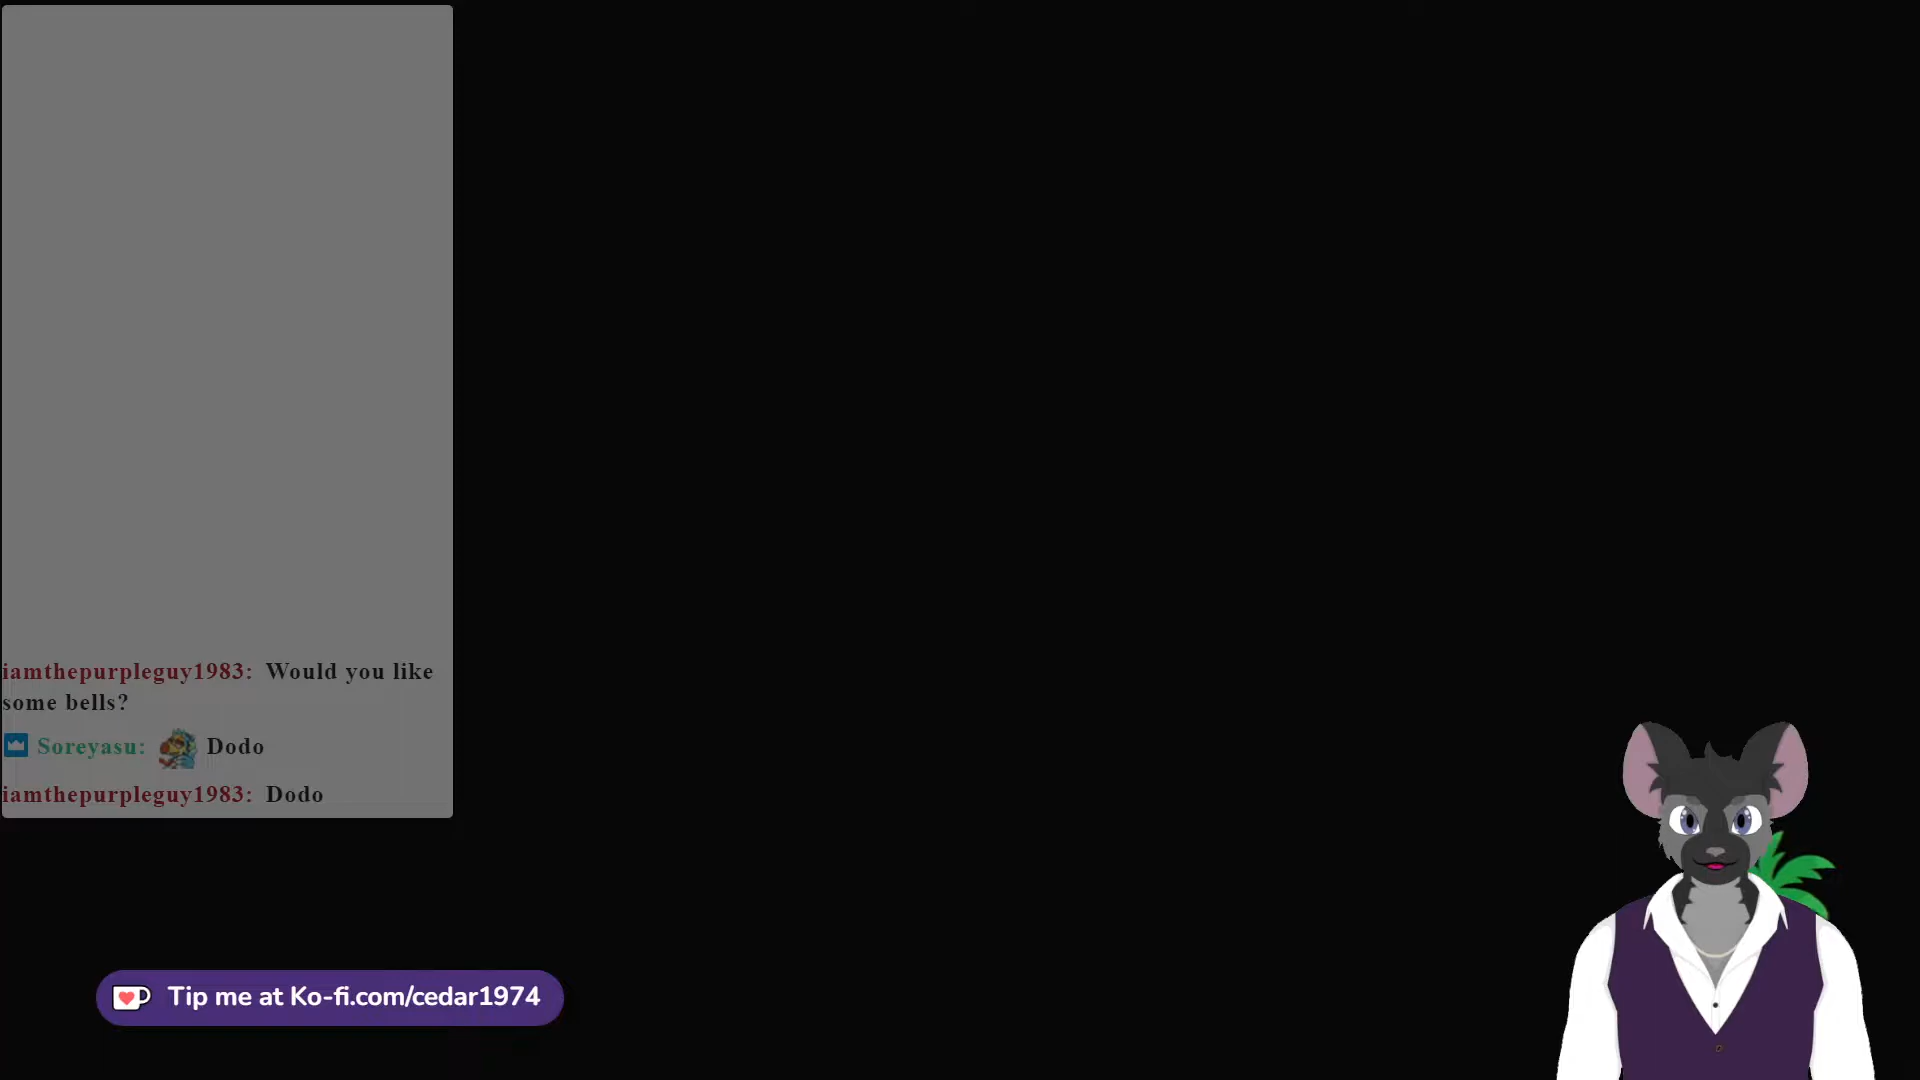 iamthepurpleguy1983: Would you like
some bells?
Soreyasu: Dodo
iamthepurpleguy1983: Dodo
Tip me at Ko-fi.com/cedar1974